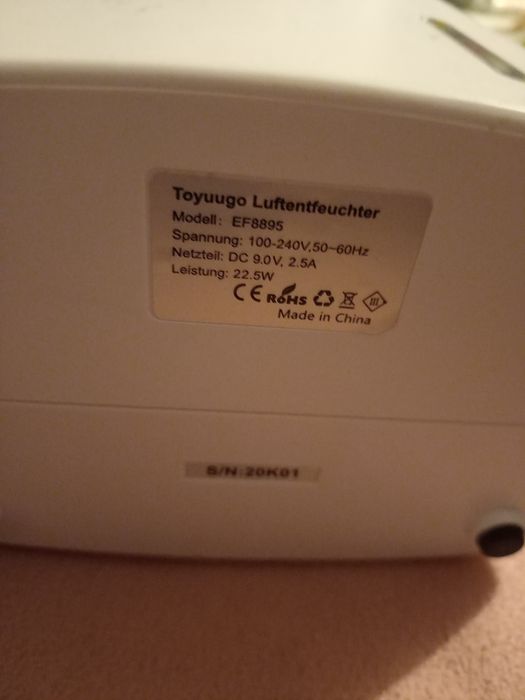 Toyuugo Luftentfeuchter
Modell: EF8895
Spannung: 100-240V,50~60Hz
Netzteil: DC 9.0V, 2.5A
Leistung: 22.5W
CE RoHS
Made in China
S/N:20K01